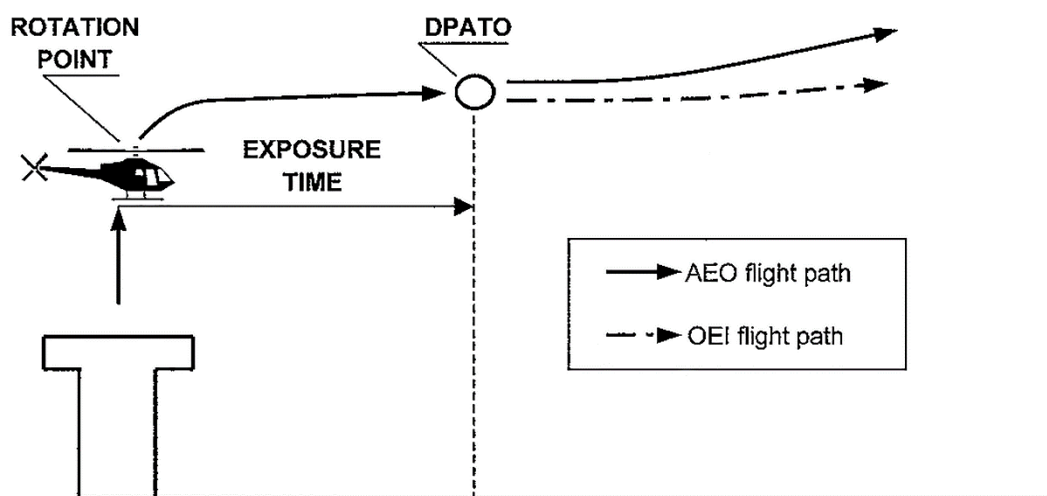 ROTATION
POINT
DPATO
EXPOSURE
TIME
AEO flight path
OEI flight path